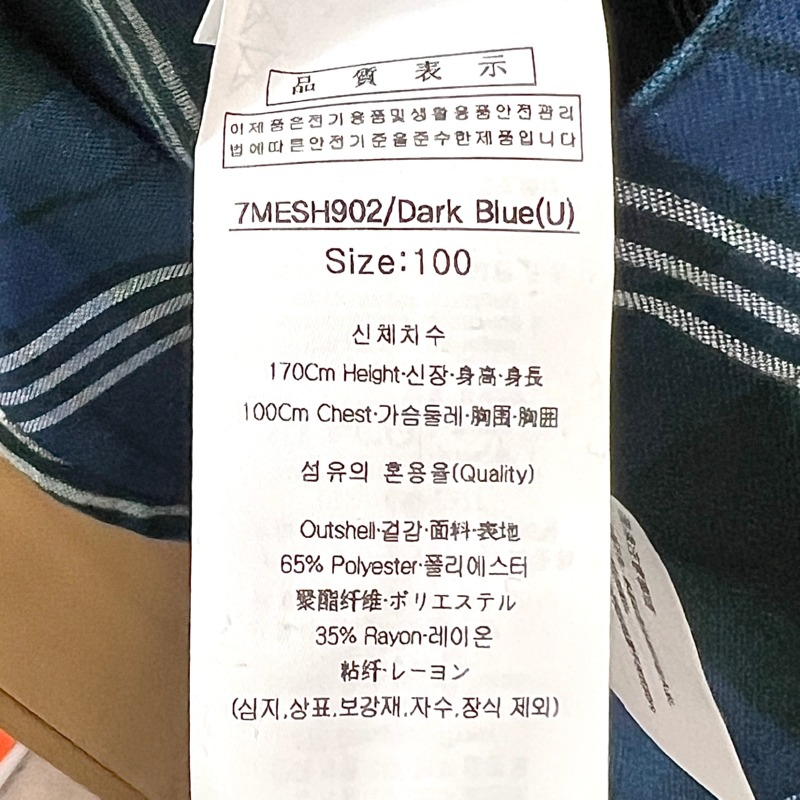 品 質 表 示
이제품은전기용품및생활용품안전관리
법에따른안전기준을준수한제품입니다
7MESH902/Dark Blue(U)
Size:100
신체치수
170Cm Height·신장·身高·身長
100Cm Chest·가슴둘레·胸围·胸囲
섬유의 혼용율(Quality)
Outshell·겉감·面料·表地
65% Polyester·폴리에스터
聚酯纤维·ポリエステル
35% Rayon·레이온
粘纤·レーヨン
(심지,상표,보강재,자수,장식 제외)